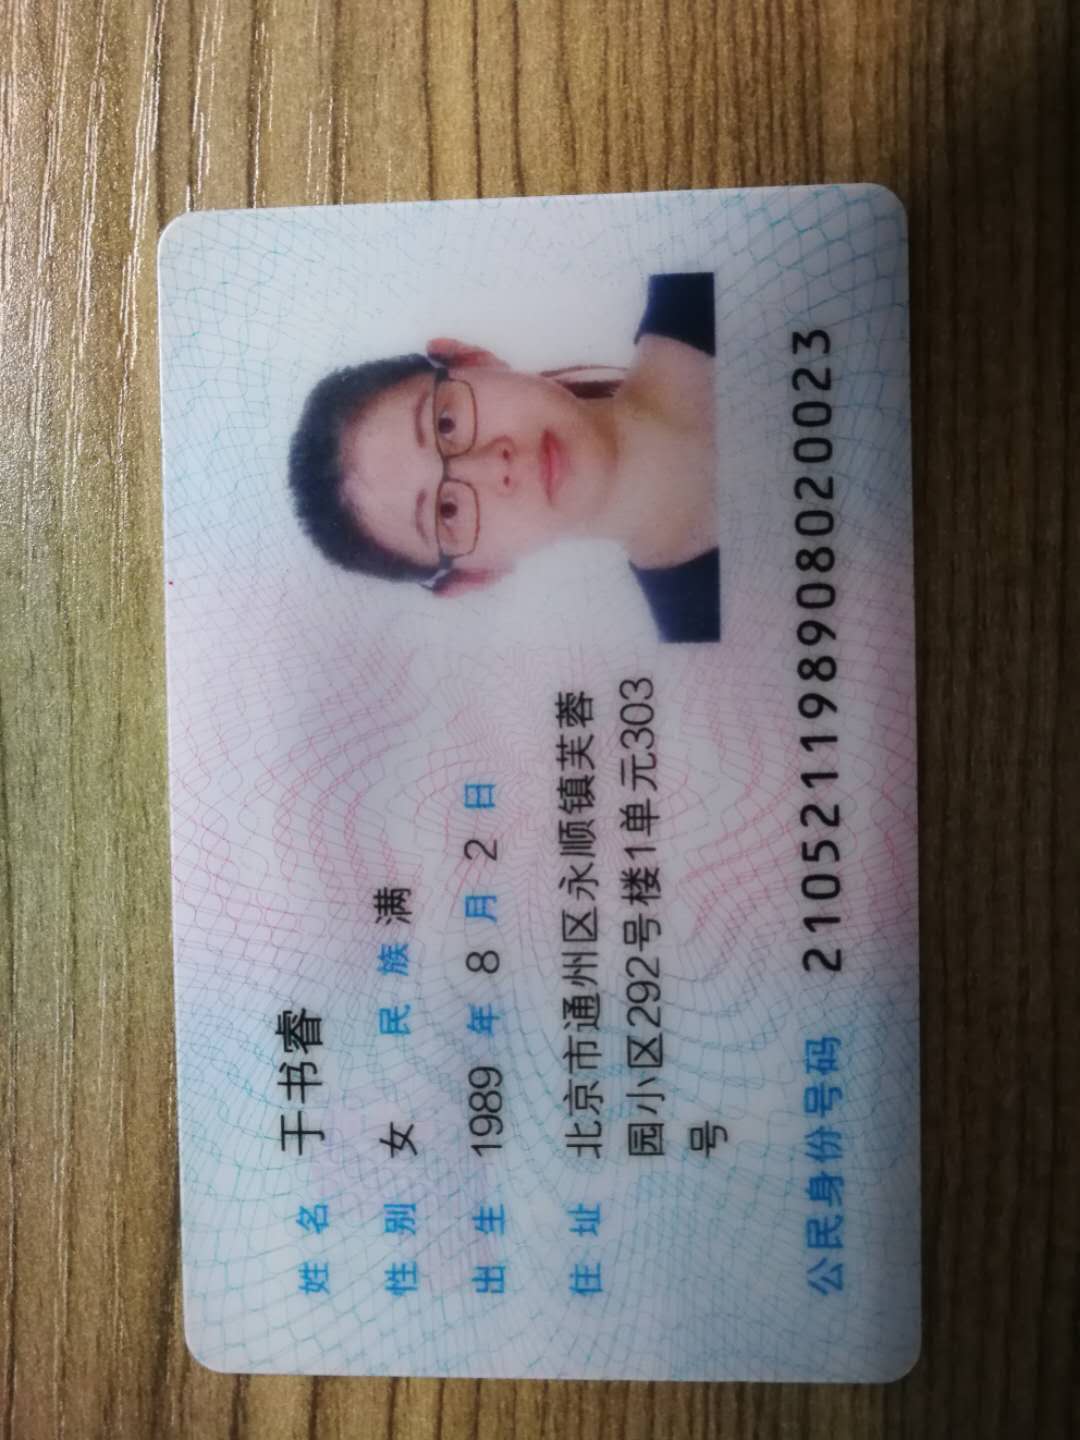 姓名 于书睿
性别 女 民族 满
出生 1989 年 8 月 2 日
住址 北京市通州区永顺镇芙蓉
园小区292号楼1单元303
号
公民身份号码 210521198908020023